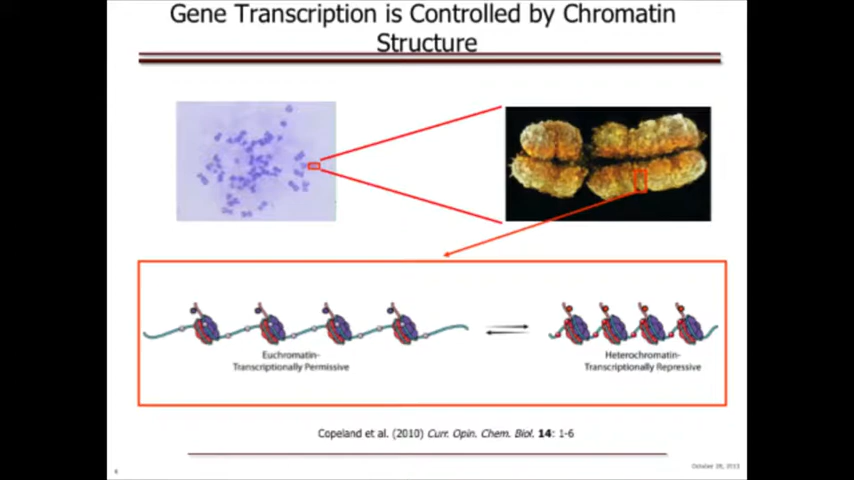 Gene Transcription is Controlled by Chromatin
Structure
Euchromatin-
Transcriptionally Permissive
Heterochromatin-
Transcriptionally Repressive
Copeland et al. (2010) Curr. Opin. Chem. Biol. 14: 1-6